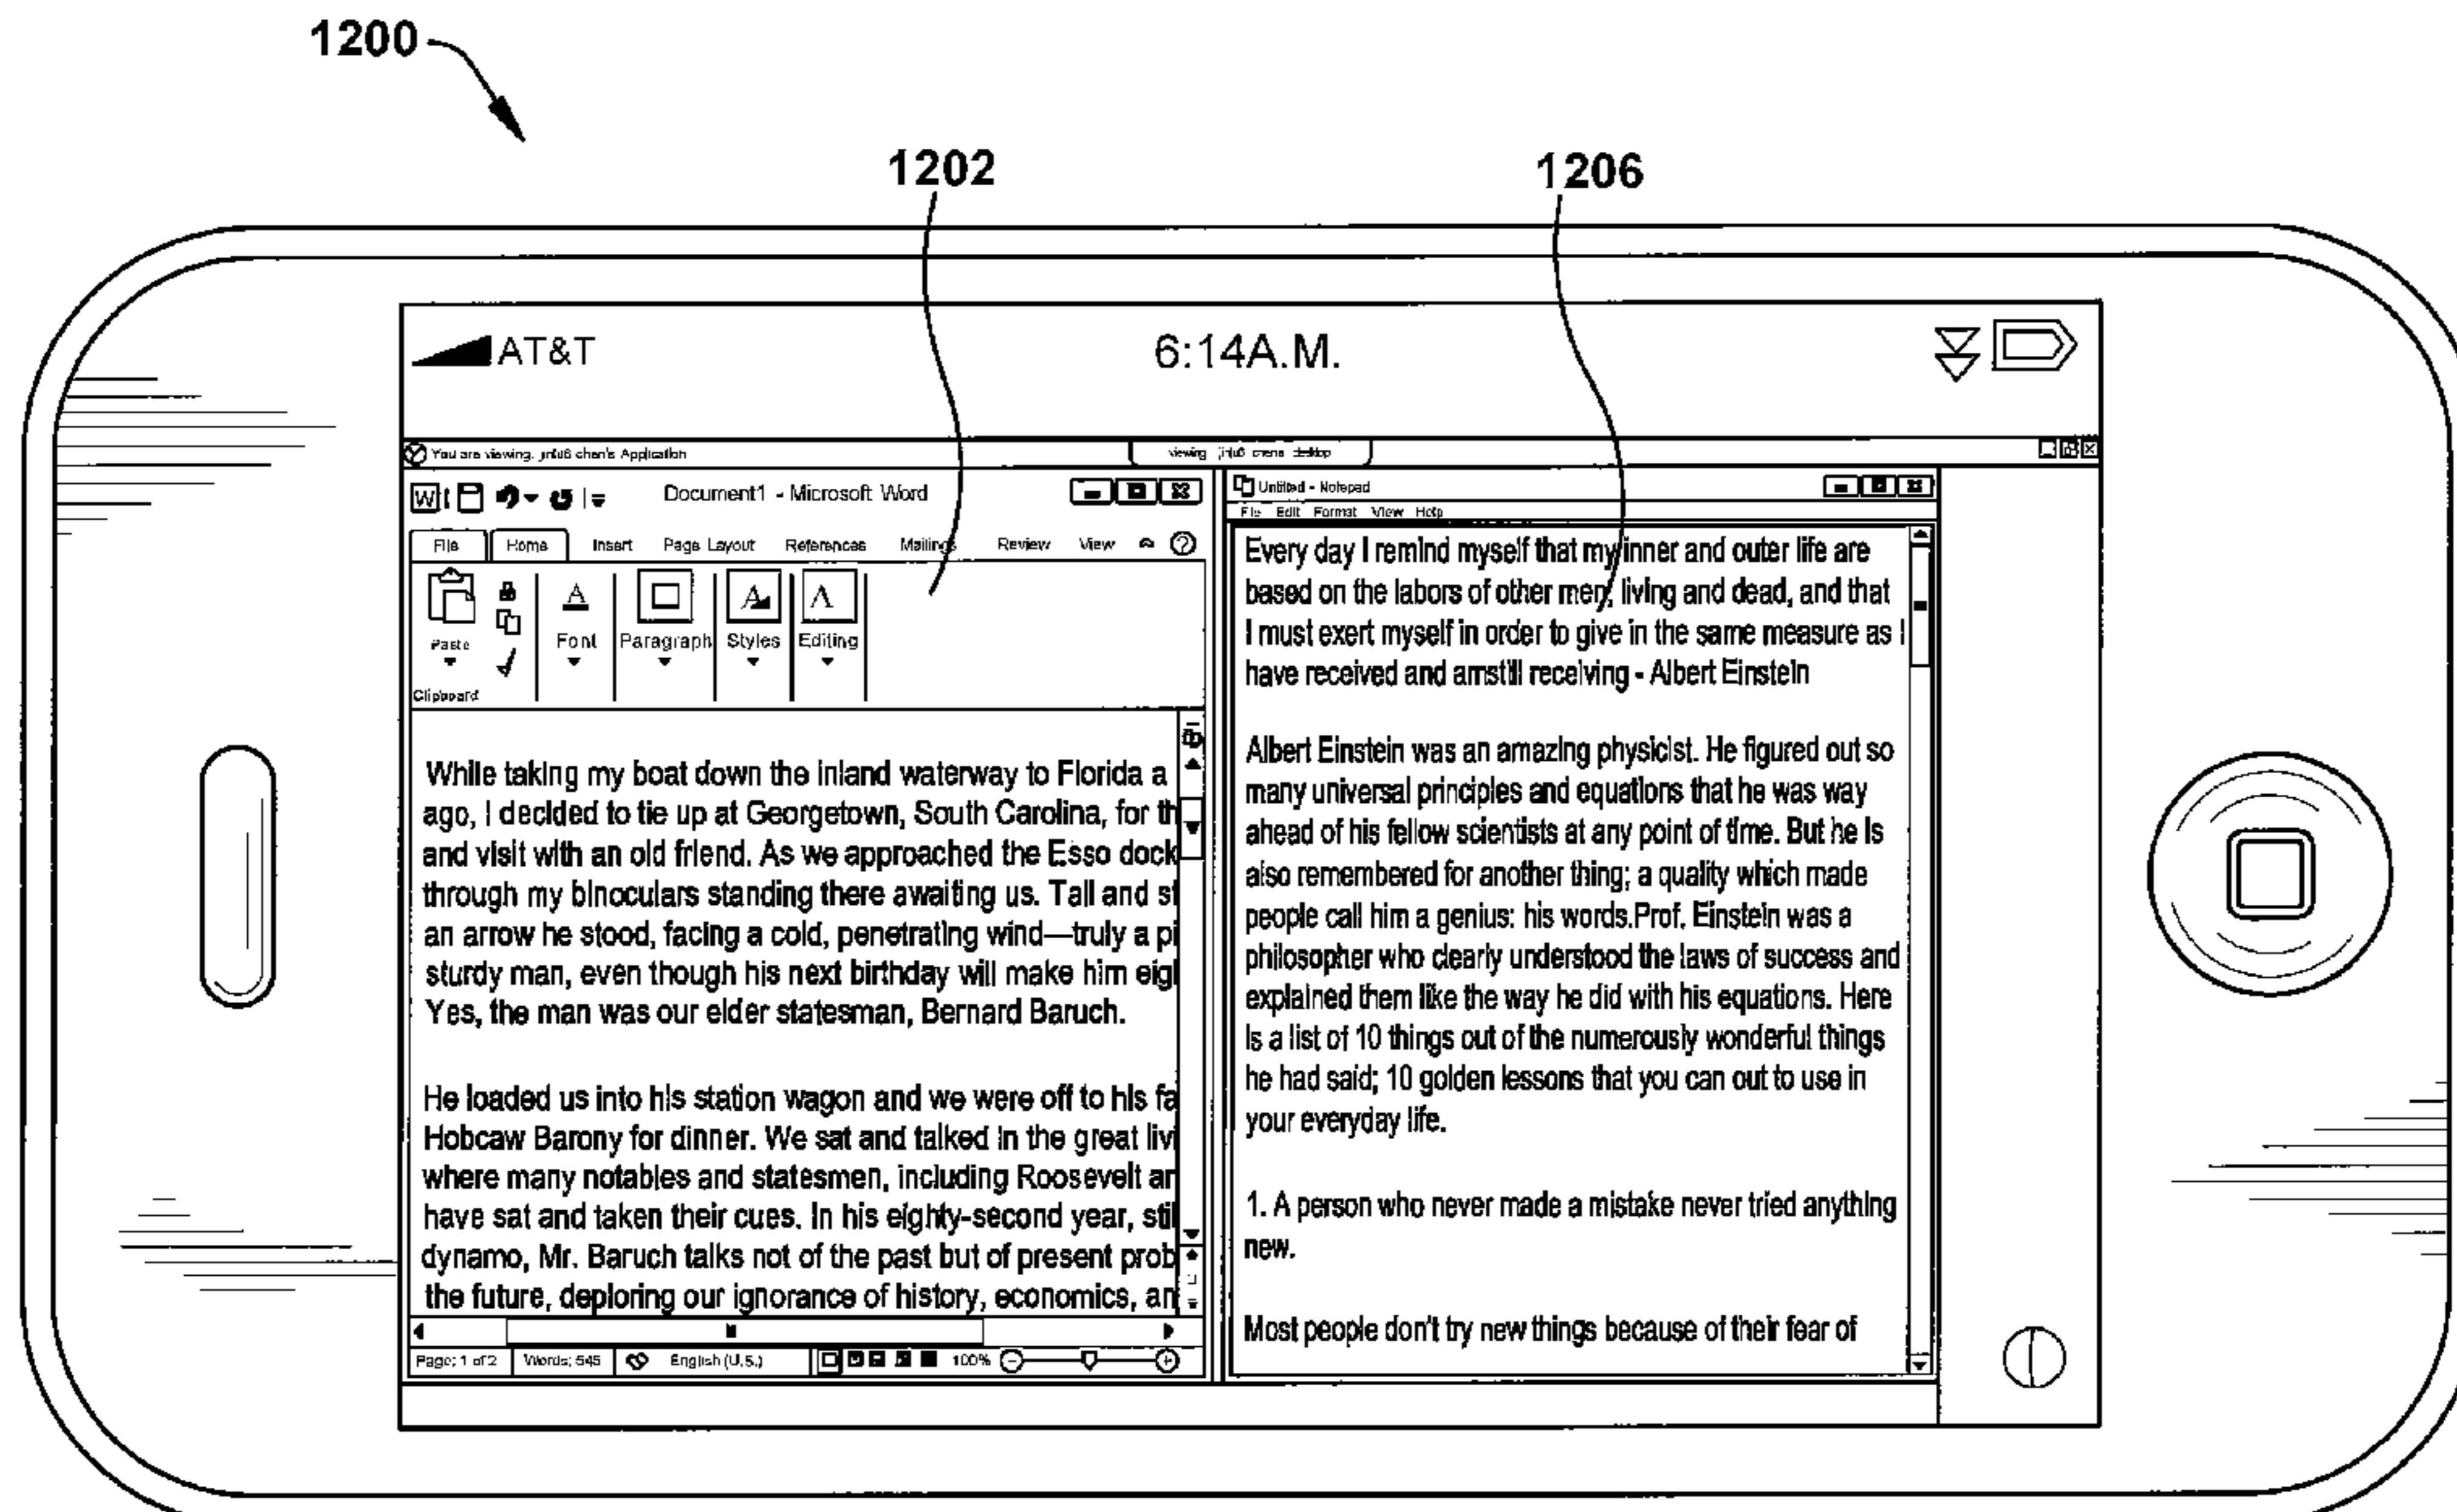 1200
1202
1206
AT&T
6:14A.M.
You are viewing. chen's Application
viewing
Document1 - Microsoft Word
File Home Insert Page Layout References Mailings Review View
Paste
Font
Paragraph
Styles
Editing
Clipboard
While taking my boat down the inland waterway to Florida a
ago, I decided to tie up at Georgetown, South Carolina, for th
and visit with an old friend. As we approached the Esso dock
through my binoculars standing there awaiting us. Tall and st
an arrow he stood, facing a cold, penetrating wind—truly a pi
sturdy man, even though his next birthday will make him eigl
Yes, the man was our elder statesman, Bernard Baruch.
He loaded us into his station wagon and we were off to his fa
Hobcaw Barony for dinner. We sat and talked in the great livi
where many notables and statesmen, including Roosevelt an
have sat and taken their cues. In his eighty-second year, stil
dynamo, Mr. Baruch talks not of the past but of present prob
the future, deploring our ignorance of history, economics, an
Page; 1 of 2 Words; 545 English (U.S.) 100%
Untitled - Notepad
File Edit Format View Help
Every day I remind myself that my inner and outer life are
based on the labors of other men, living and dead, and that
I must exert myself in order to give in the same measure as I
have received and amstill receiving - Albert Einstein
Albert Einstein was an amazing physicist. He figured out so
many universal principles and equations that he was way
ahead of his fellow scientists at any point of time. But he is
also remembered for another thing; a quality which made
people call him a genius: his words.Prof. Einstein was a
philosopher who clearly understood the laws of success and
explained them like the way he did with his equations. Here
is a list of 10 things out of the numerously wonderful things
he had said; 10 golden lessons that you can out to use in
your everyday life.
1. A person who never made a mistake never tried anything
new.
Most people don't try new things because of their fear of